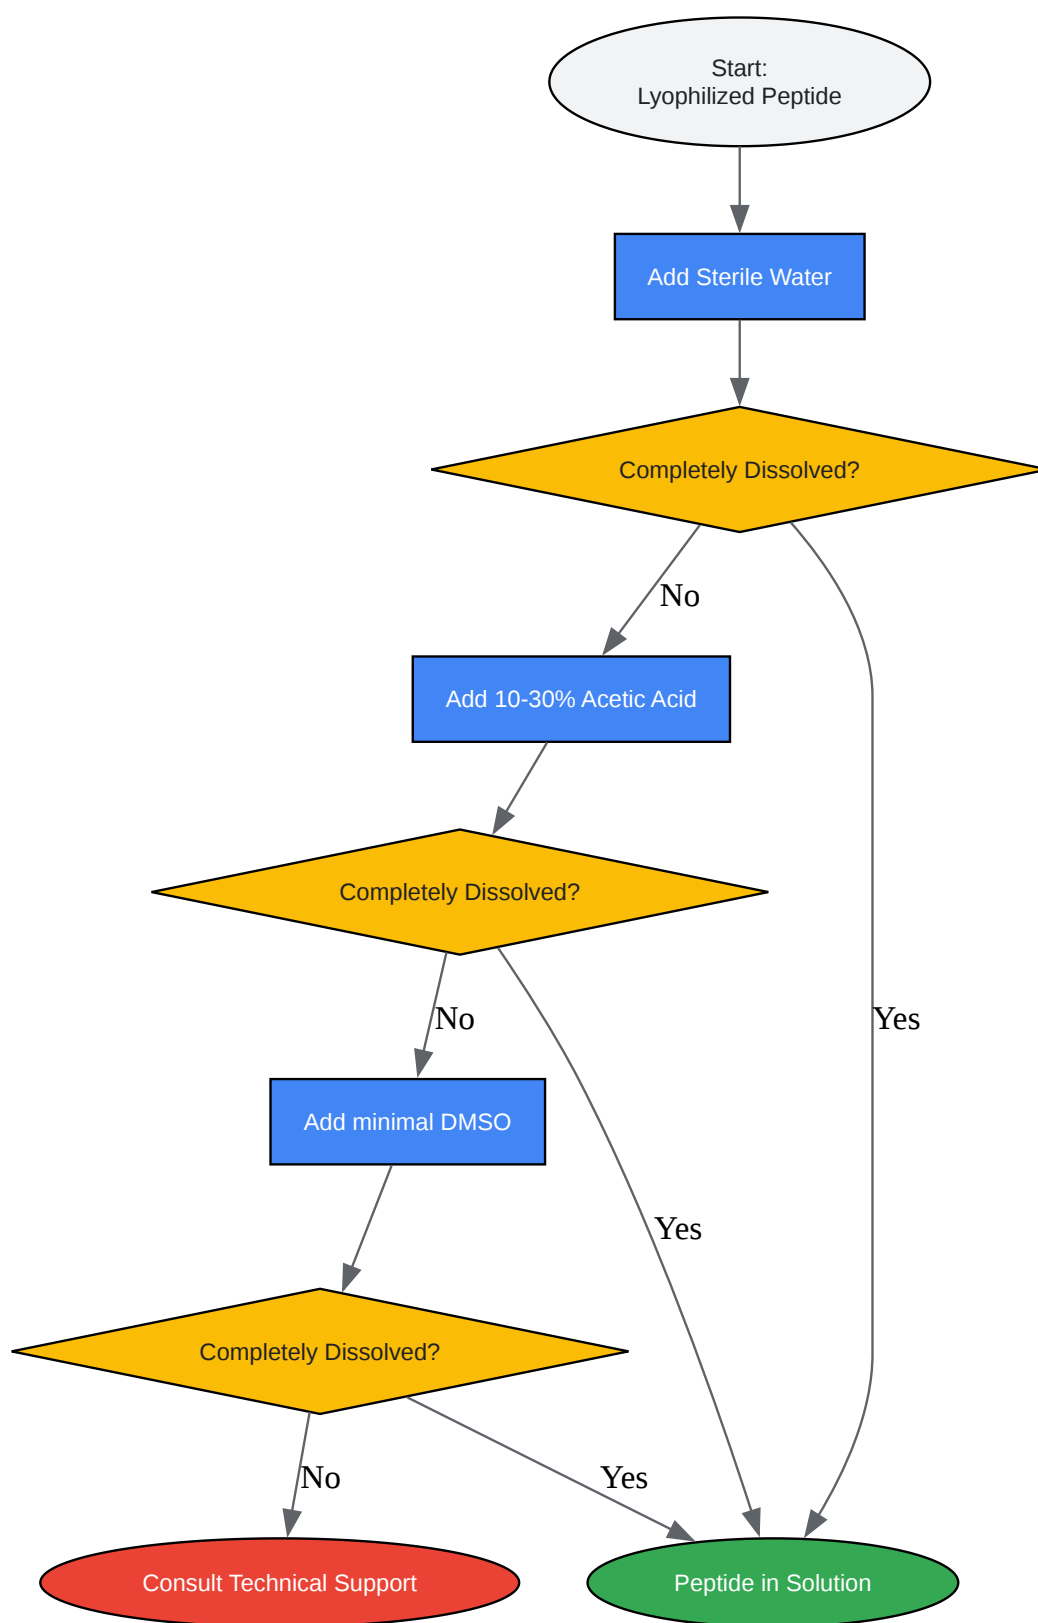 Start:
Lyophilized Peptide
Add Sterile Water
Completely Dissolved?
No
Add 10-30% Acetic Acid
Completely Dissolved?
No
Yes
Add minimal DMSO
Yes
Completely Dissolved?
No
Yes
Consult Technical Support
Peptide in Solution